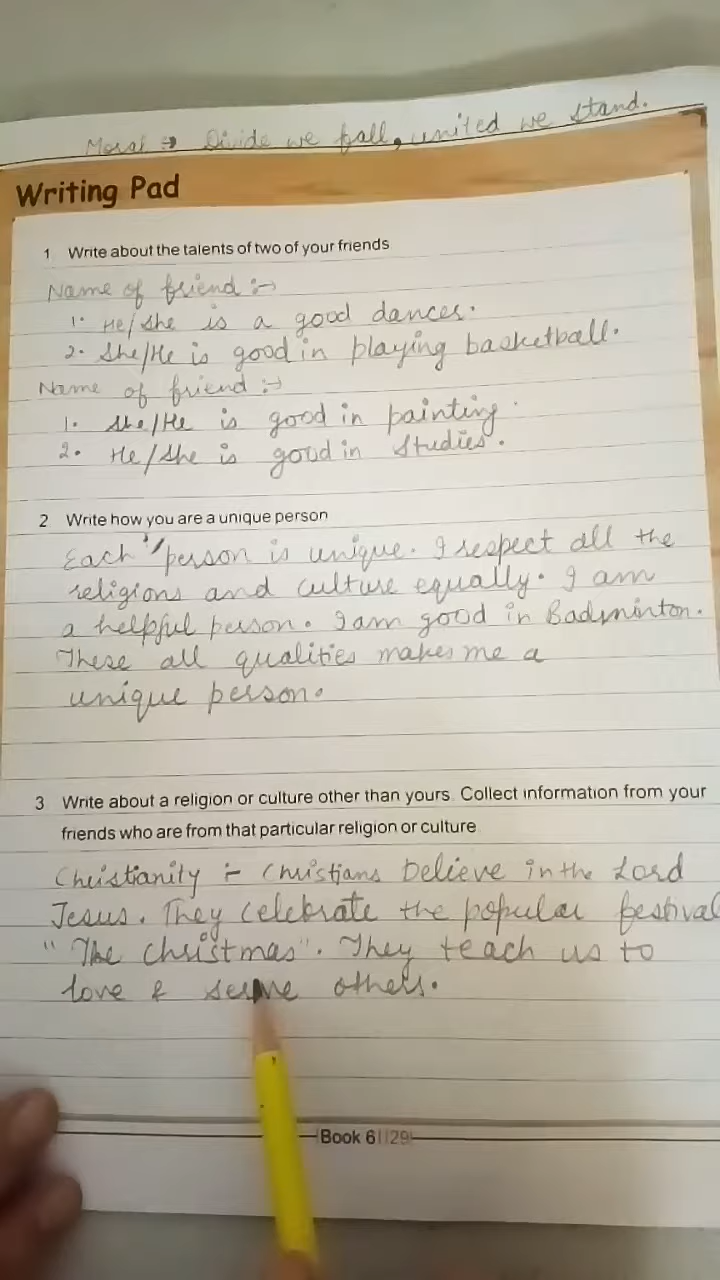 Moral → Divide we fall, united we stand.
Writing Pad
1 Write about the talents of two of your friends
Name of friend :→
1. He/She is a good dancer.
2. She/He is good in playing basketball.
Name of friend :→
1. She/He is good in painting.
2. He/She is good in studies.
2 Write how you are a unique person
Each person is unique. I respect all the
religions and culture equally. I am
a helpful person. I am good in Badminton.
These all qualities makes me a
unique person.
3 Write about a religion or culture other than yours. Collect information from your
friends who are from that particular religion or culture
Christianity :- Christians believe in the Lord
Jesus. They celebrate the popular festival
"The Christmas". They teach us to
love & serve others.
Book 6 | 29